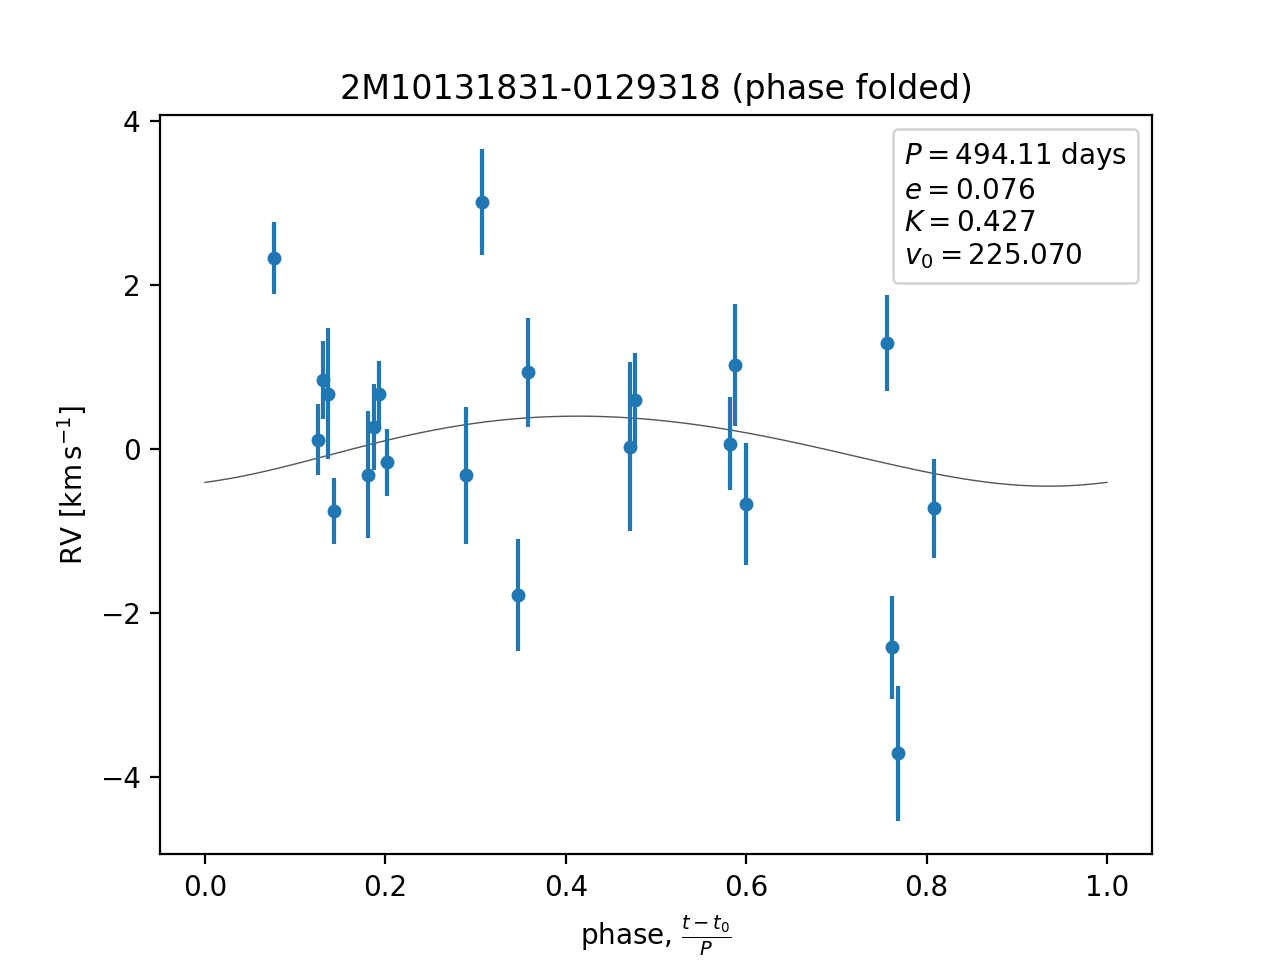 2M10131831-0129318 (phase folded)
P = 494.11 days
e = 0.076
K = 0.427
v₀ = 225.070
RV [km s⁻¹]
4
2
0
−2
−4
0.0 0.2 0.4 0.6 0.8 1.0
phase, (t − t₀)/P